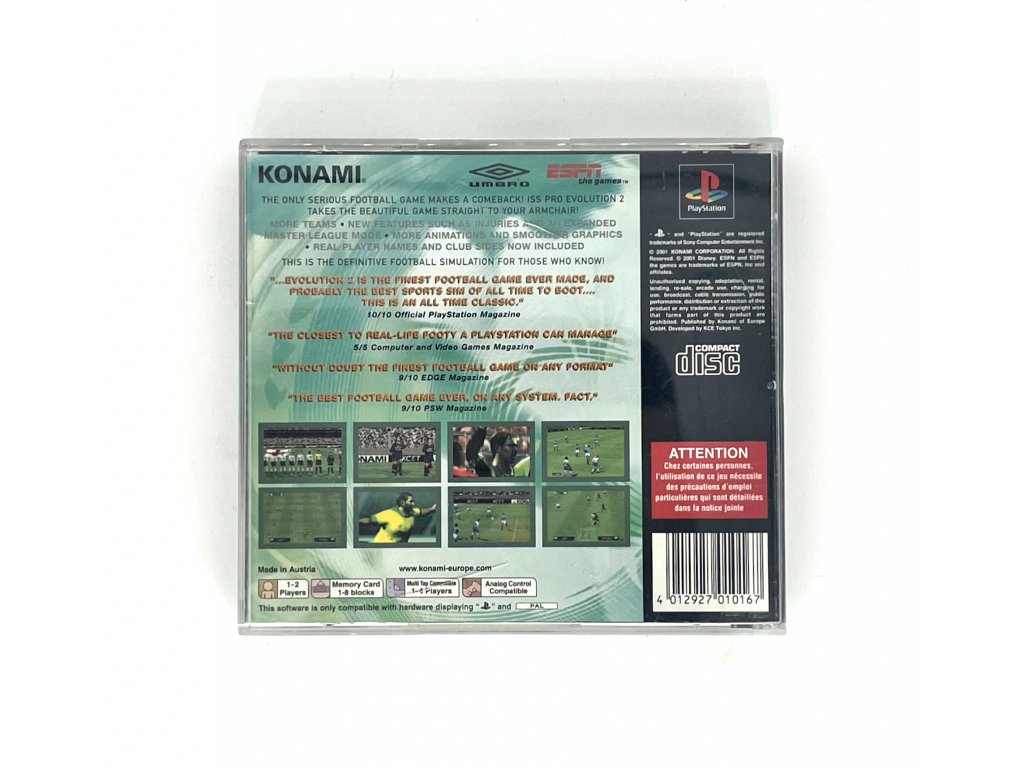 KONAMI
UMBRO
ESPN
the games™
THE ONLY SERIOUS FOOTBALL GAME MAKES A COMEBACK! ISS PRO EVOLUTION 2
TAKES THE BEAUTIFUL GAME STRAIGHT TO YOUR ARMCHAIR!
MORE TEAMS • NEW FEATURES SUCH AS INJURIES AND AN EXPANDED
MASTER LEAGUE MODE • MORE ANIMATIONS AND SMOOTHER GRAPHICS
• REAL PLAYER NAMES AND CLUB SIDES NOW INCLUDED
THIS IS THE DEFINITIVE FOOTBALL SIMULATION FOR THOSE WHO KNOW!
"...EVOLUTION 2 IS THE FINEST FOOTBALL GAME EVER MADE, AND
PROBABLY THE BEST SPORTS SIM OF ALL TIME TO BOOT....
THIS IS AN ALL TIME CLASSIC."
10/10 Official PlayStation Magazine
"THE CLOSEST TO REAL-LIFE FOOTY A PLAYSTATION CAN MANAGE"
5/5 Computer and Video Games Magazine
"WITHOUT DOUBT THE FINEST FOOTBALL GAME ON ANY FORMAT"
9/10 EDGE Magazine
"THE BEST FOOTBALL GAME EVER, ON ANY SYSTEM. FACT."
9/10 PSW Magazine
Made in Austria
www.konami-europe.com
1-2
Players
Memory Card
1-8 blocks
Multi Tap Compatible
1-4 Players
Analog Control
Compatible
This software is only compatible with hardware displaying " " and PAL
PlayStation
" " and "PlayStation" are registered
trademarks of Sony Computer Entertainment Inc.
© 2001 KONAMI CORPORATION. All Rights
Reserved. © 2001 Disney. ESPN and ESPN
the games are trademarks of ESPN, Inc and
affiliates.
Unauthorised copying, adaptation, rental,
lending, re-sale, arcade use, charging for
use, broadcast, cable transmission, public
performance, distribution or extraction of this
product or any trademark or copyright work
that forms part of this product are
prohibited. Published by Konami of Europe
GmbH. Developed by KCE Tokyo Inc.
COMPACT
disc
ATTENTION
Chez certaines personnes,
l'utilisation de ce jeu nécessite
des précautions d'emploi
particulières qui sont détaillées
dans la notice jointe
4 012927 010167